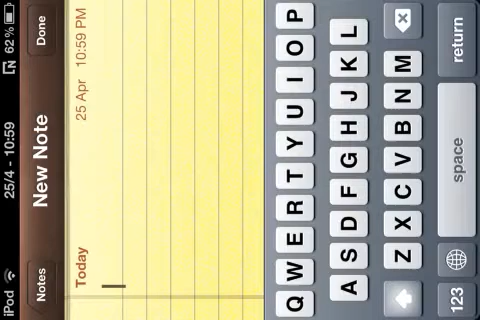 iPod 25/4 - 10:59 62 %
Notes New Note Done
Today 25 Apr 10:59 PM
Q W E R T Y U I O P
A S D F G H J K L
Z X C V B N M
123 space return